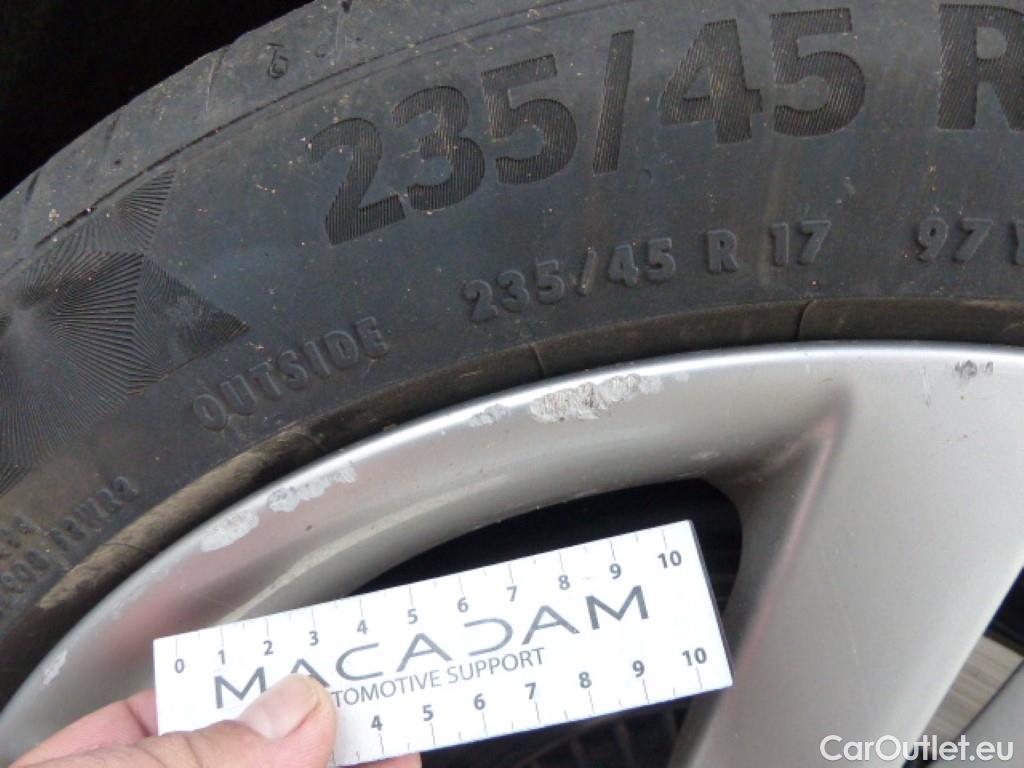 235/45 R
235/45 R 17 97
OUTSIDE
0 1 2 3 4 5 6 7 8 9 10
MACADAM
TOMOTIVE SUPPORT
4 5 6 7 8 9 10
CarOutlet.eu